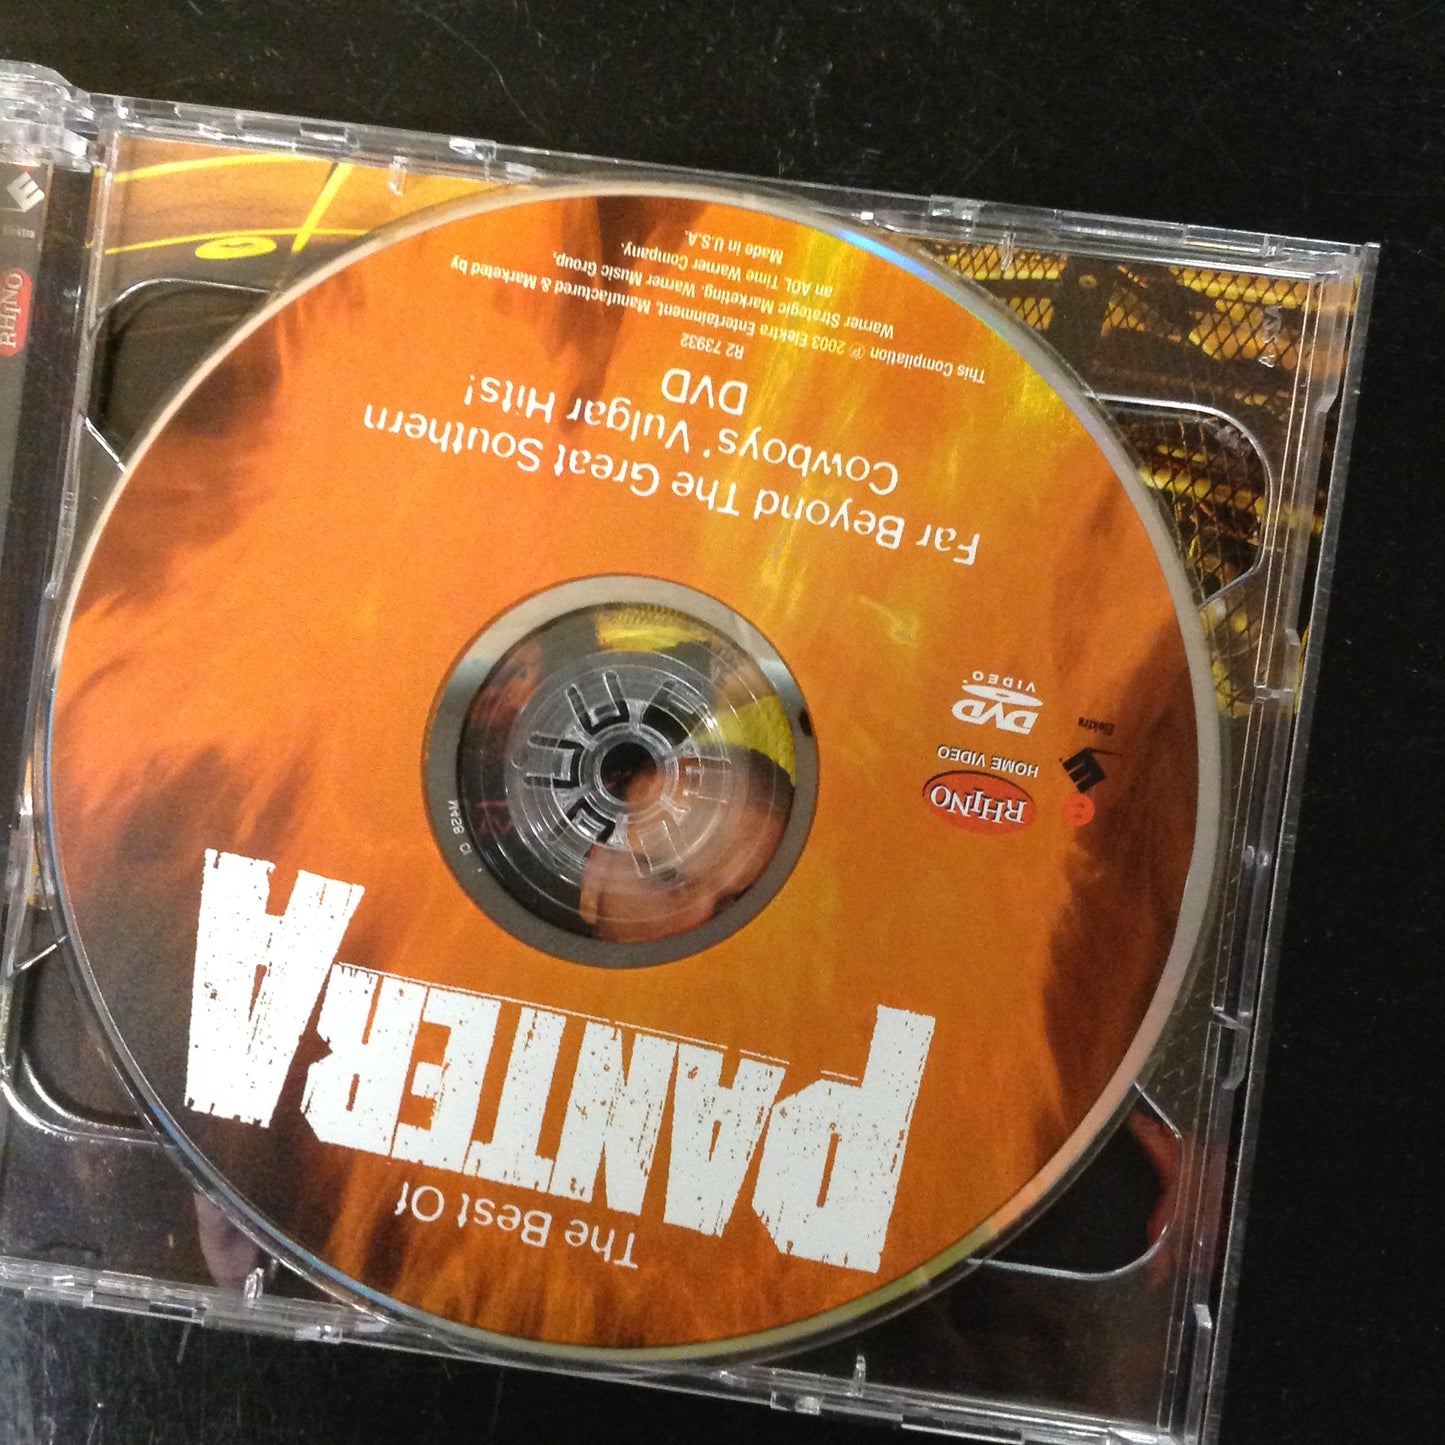 The Best Of
PANTERA
RHINO
HOME VIDEO
DVD
VIDEO
e
Elektra
Far Beyond The Great Southern
Cowboys' Vulgar Hits!
DVD
R2 73932
This Compilation ℗ 2003 Elektra Entertainment, Manufactured & Marketed by
Warner Strategic Marketing, Warner Music Group,
an AOL Time Warner Company.
Made in U.S.A.
RHINO
Elektra